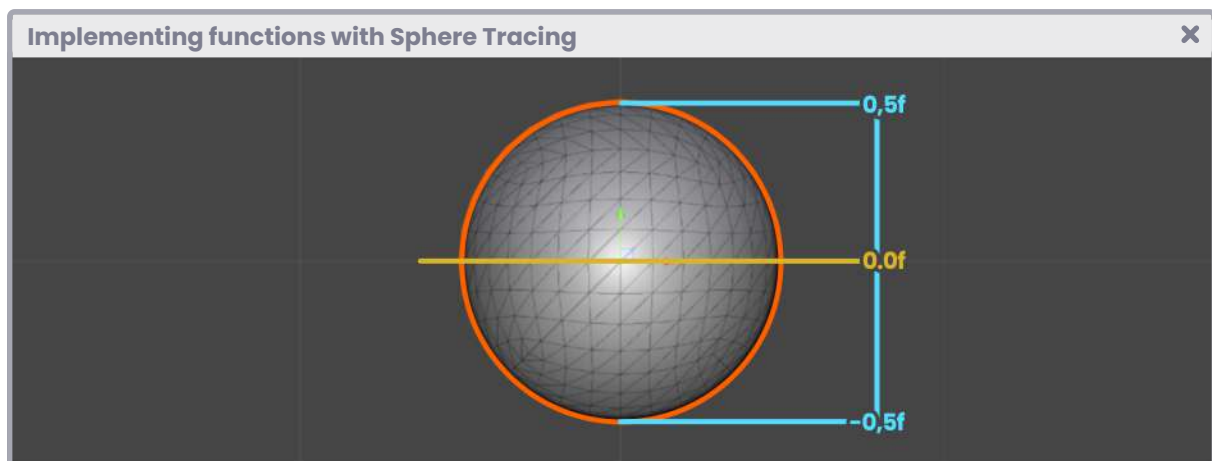 Implementing functions with Sphere Tracing
0,5f
0.0f
-0,5f